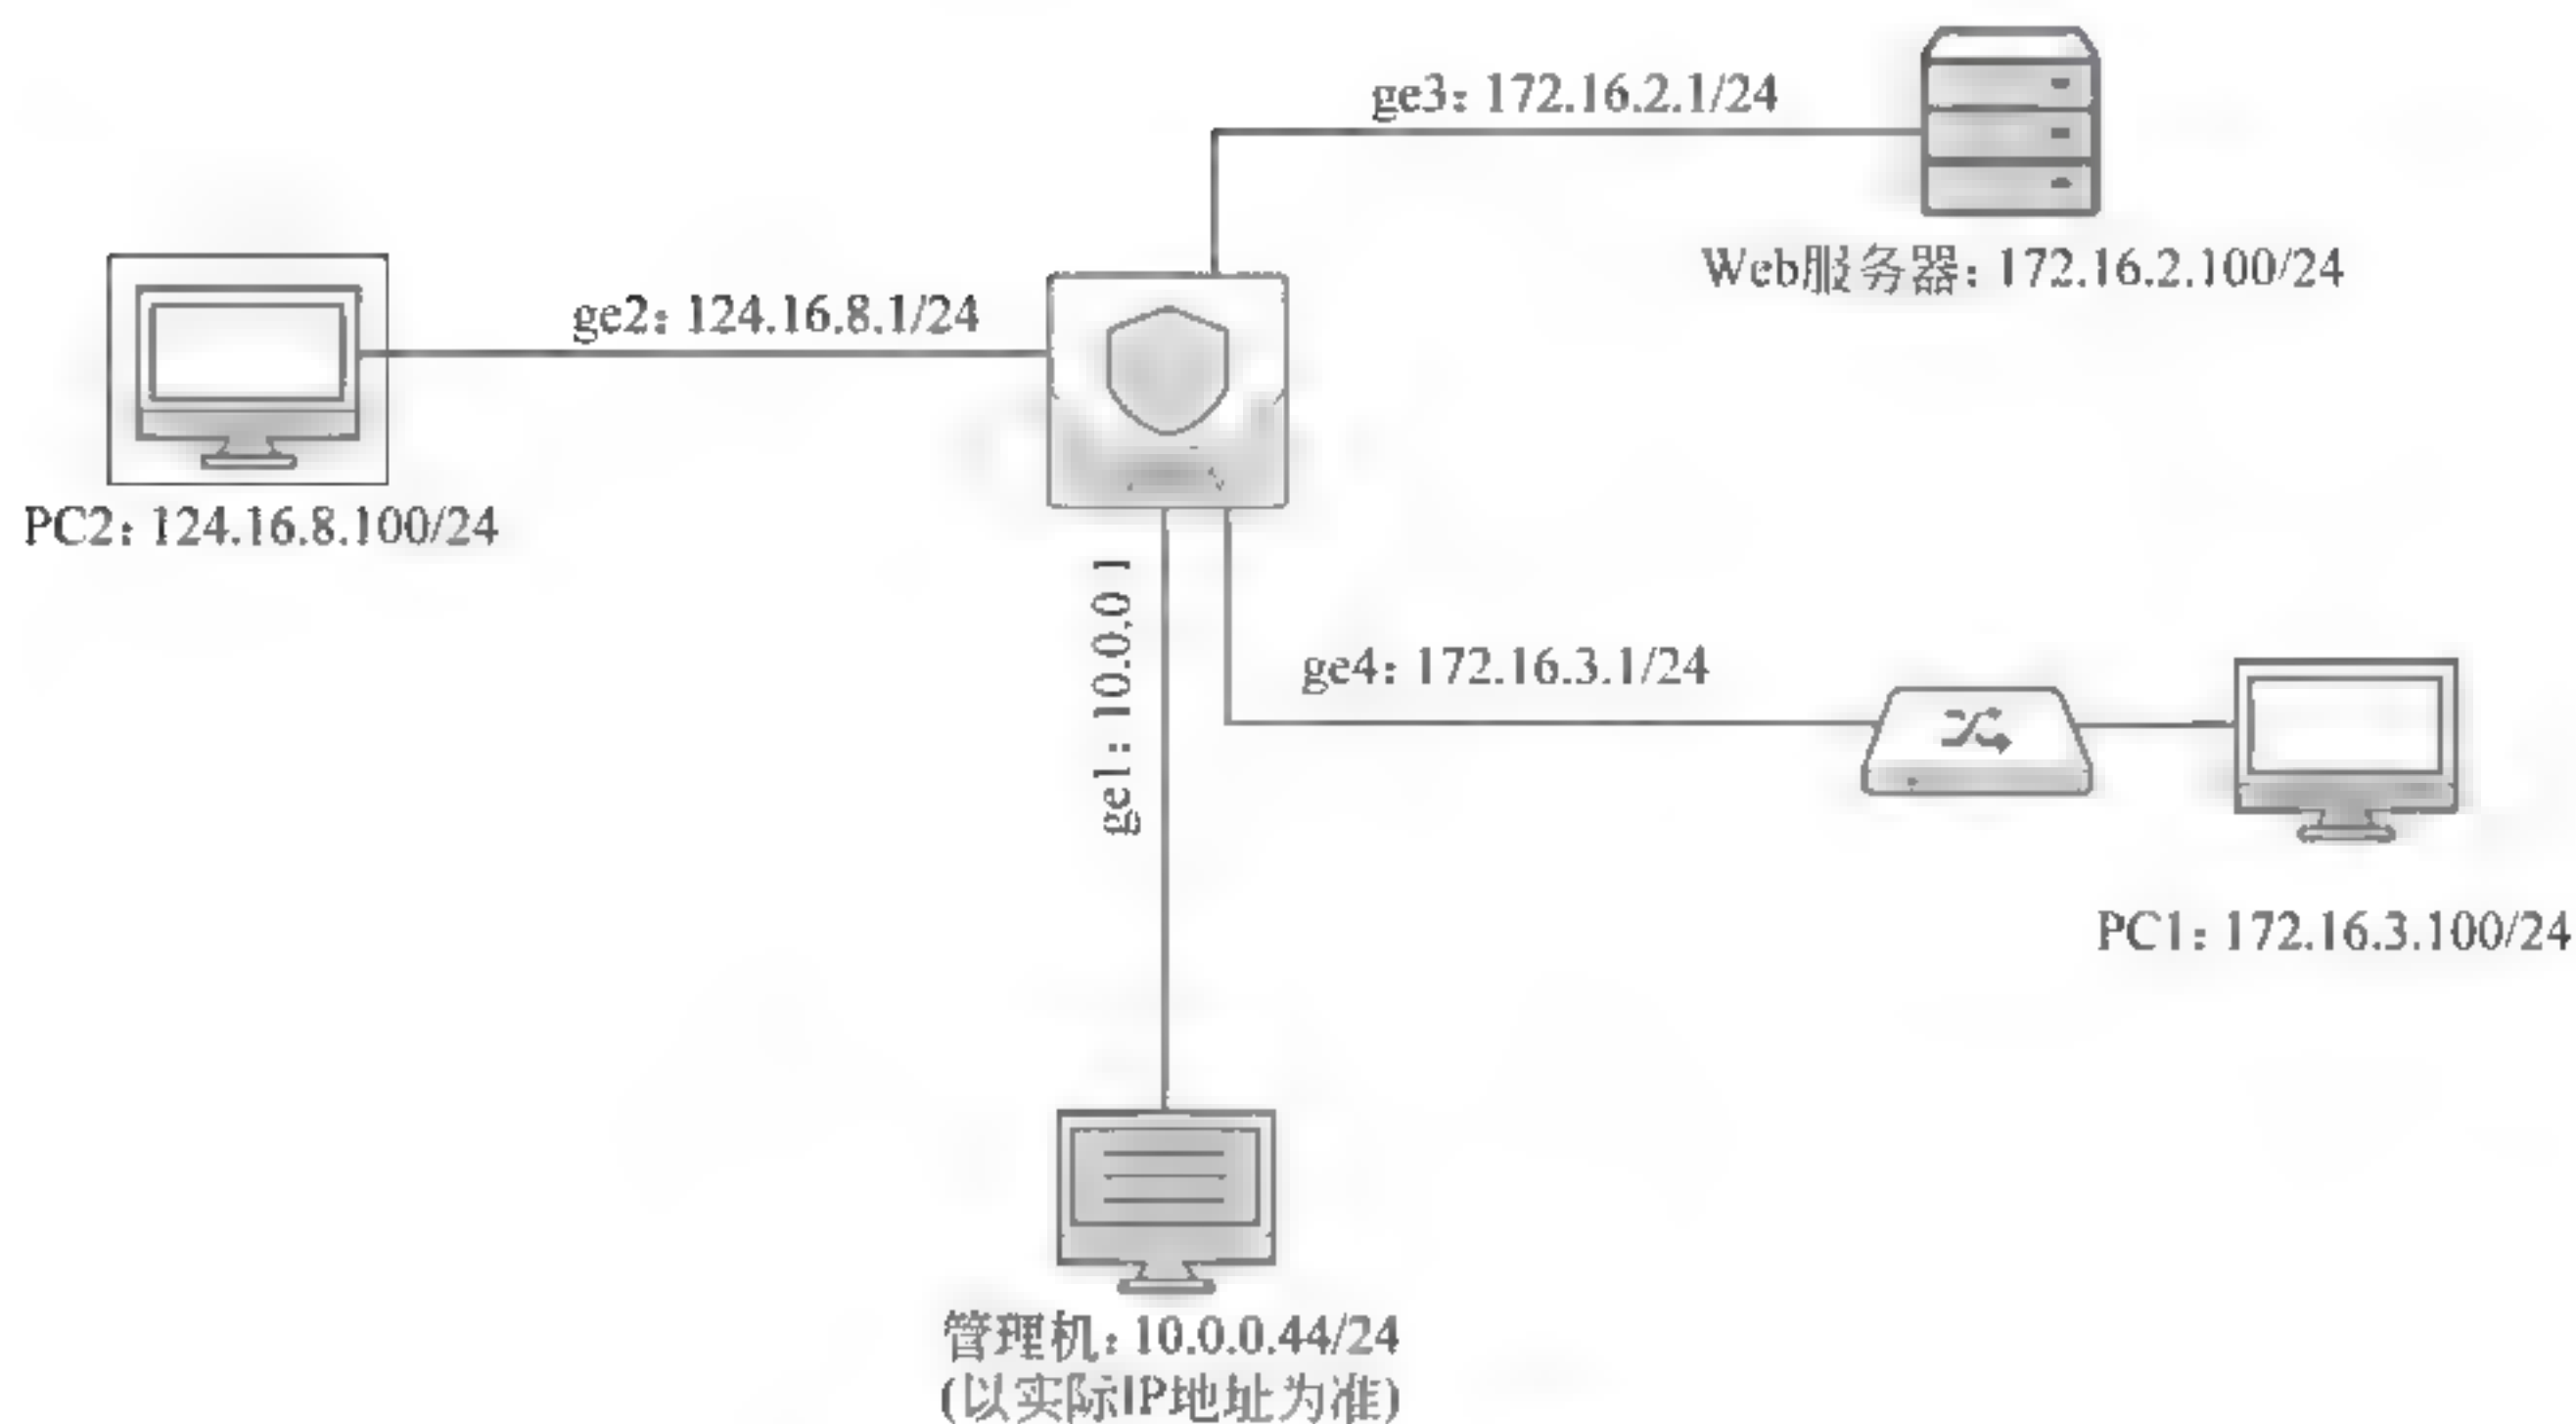 ge3: 172.16.2.1/24
Web服务器: 172.16.2.100/24
ge2: 124.16.8.1/24
PC2: 124.16.8.100/24
ge1: 10.0.0.1
ge4: 172.16.3.1/24
PC1: 172.16.3.100/24
管理机: 10.0.0.44/24
(以实际IP地址为准)